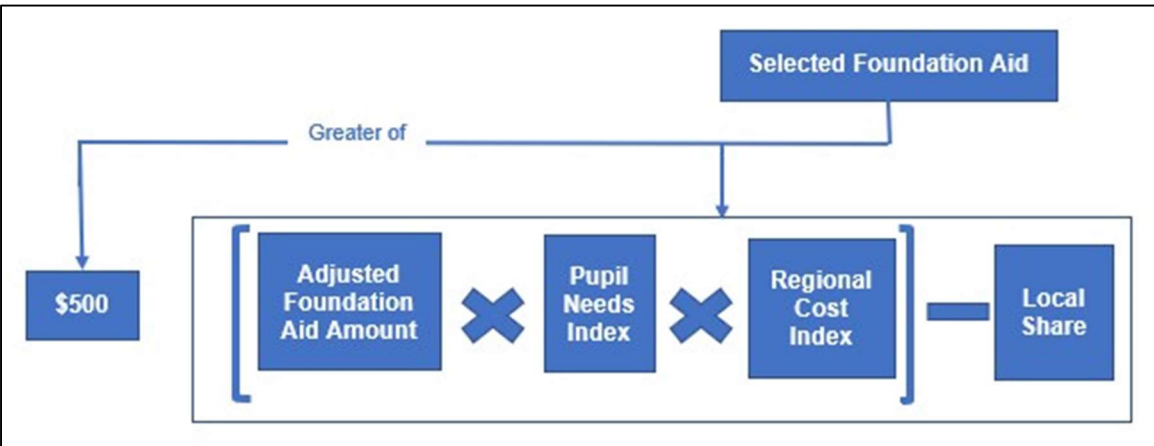 Selected Foundation Aid
Greater of
$500
Adjusted
Foundation
Aid Amount
Pupil
Needs
Index
Regional
Cost
Index
Local
Share